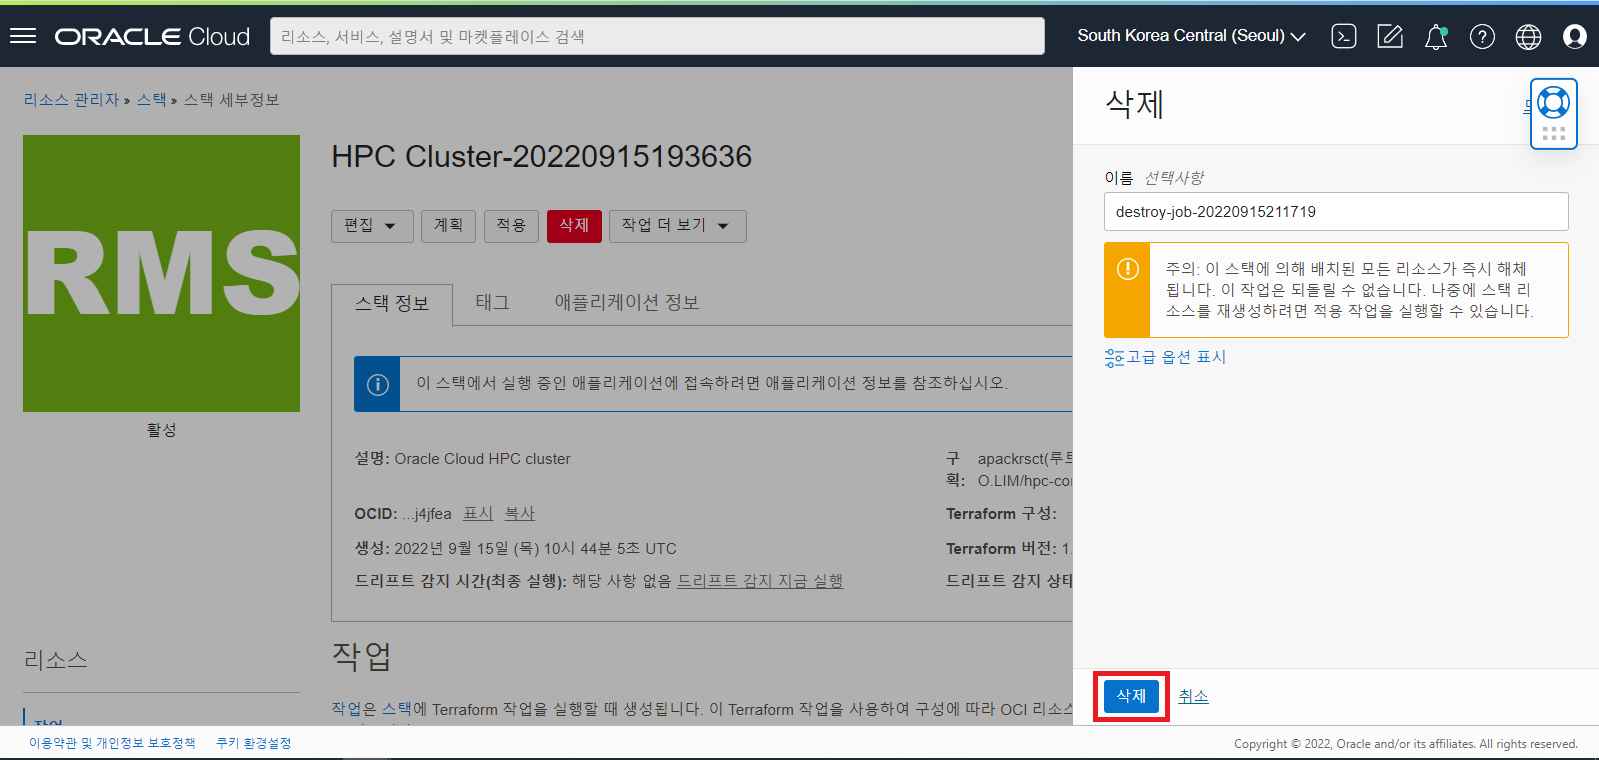 ORACLE Cloud
리소스, 서비스, 설명서 및 마켓플레이스 검색
South Korea Central (Seoul)
리소스 관리자 » 스택 » 스택 세부정보
RMS
활성
HPC Cluster-20220915193636
편집 계획 적용 삭제 작업 더 보기
스택 정보 태그 애플리케이션 정보
이 스택에서 실행 중인 애플리케이션에 접속하려면 애플리케이션 정보를 참조하십시오.
설명: Oracle Cloud HPC cluster
OCID: ...j4jfea 표시 복사
생성: 2022년 9월 15일 (목) 10시 44분 5초 UTC
드리프트 감지 시간(최종 실행): 해당 사항 없음 드리프트 감지 지금 실행
구획: apackrsct(루트
O.LIM/hpc-co
Terraform 구성:
Terraform 버전: 1.
드리프트 감지 상태
리소스
작업
작업
작업은 스택에 Terraform 작업을 실행할 때 생성됩니다. 이 Terraform 작업을 사용하여 구성에 따라 OCI 리소스
삭제
이름 선택사항
destroy-job-20220915211719
주의: 이 스택에 의해 배치된 모든 리소스가 즉시 해체
됩니다. 이 작업은 되돌릴 수 없습니다. 나중에 스택 리
소스를 재생성하려면 적용 작업을 실행할 수 있습니다.
고급 옵션 표시
삭제 취소
이용약관 및 개인정보 보호정책 쿠키 환경설정
Copyright © 2022, Oracle and/or its affiliates. All rights reserved.